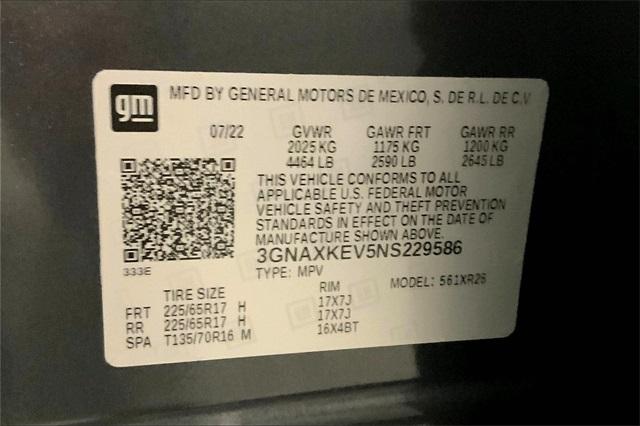 gm
MFD BY GENERAL MOTORS DE MEXICO, S. DE R.L. DE C.V
07/22 GVWR GAWR FRT GAWR RR
2025 KG 1175 KG 1200 KG
4464 LB 2590 LB 2645 LB
THIS VEHICLE CONFORMS TO ALL
APPLICABLE U.S. FEDERAL MOTOR
VEHICLE SAFETY AND THEFT PREVENTION
STANDARDS IN EFFECT ON THE DATE OF
MANUFACTURE SHOWN ABOVE.
3GNAXKEV5NS229586
333E
TYPE: MPV MODEL: 561XR26
TIRE SIZE RIM
FRT 225/65R17 H 17X7J
RR 225/65R17 H 17X7J
SPA T135/70R16 M 16X4BT